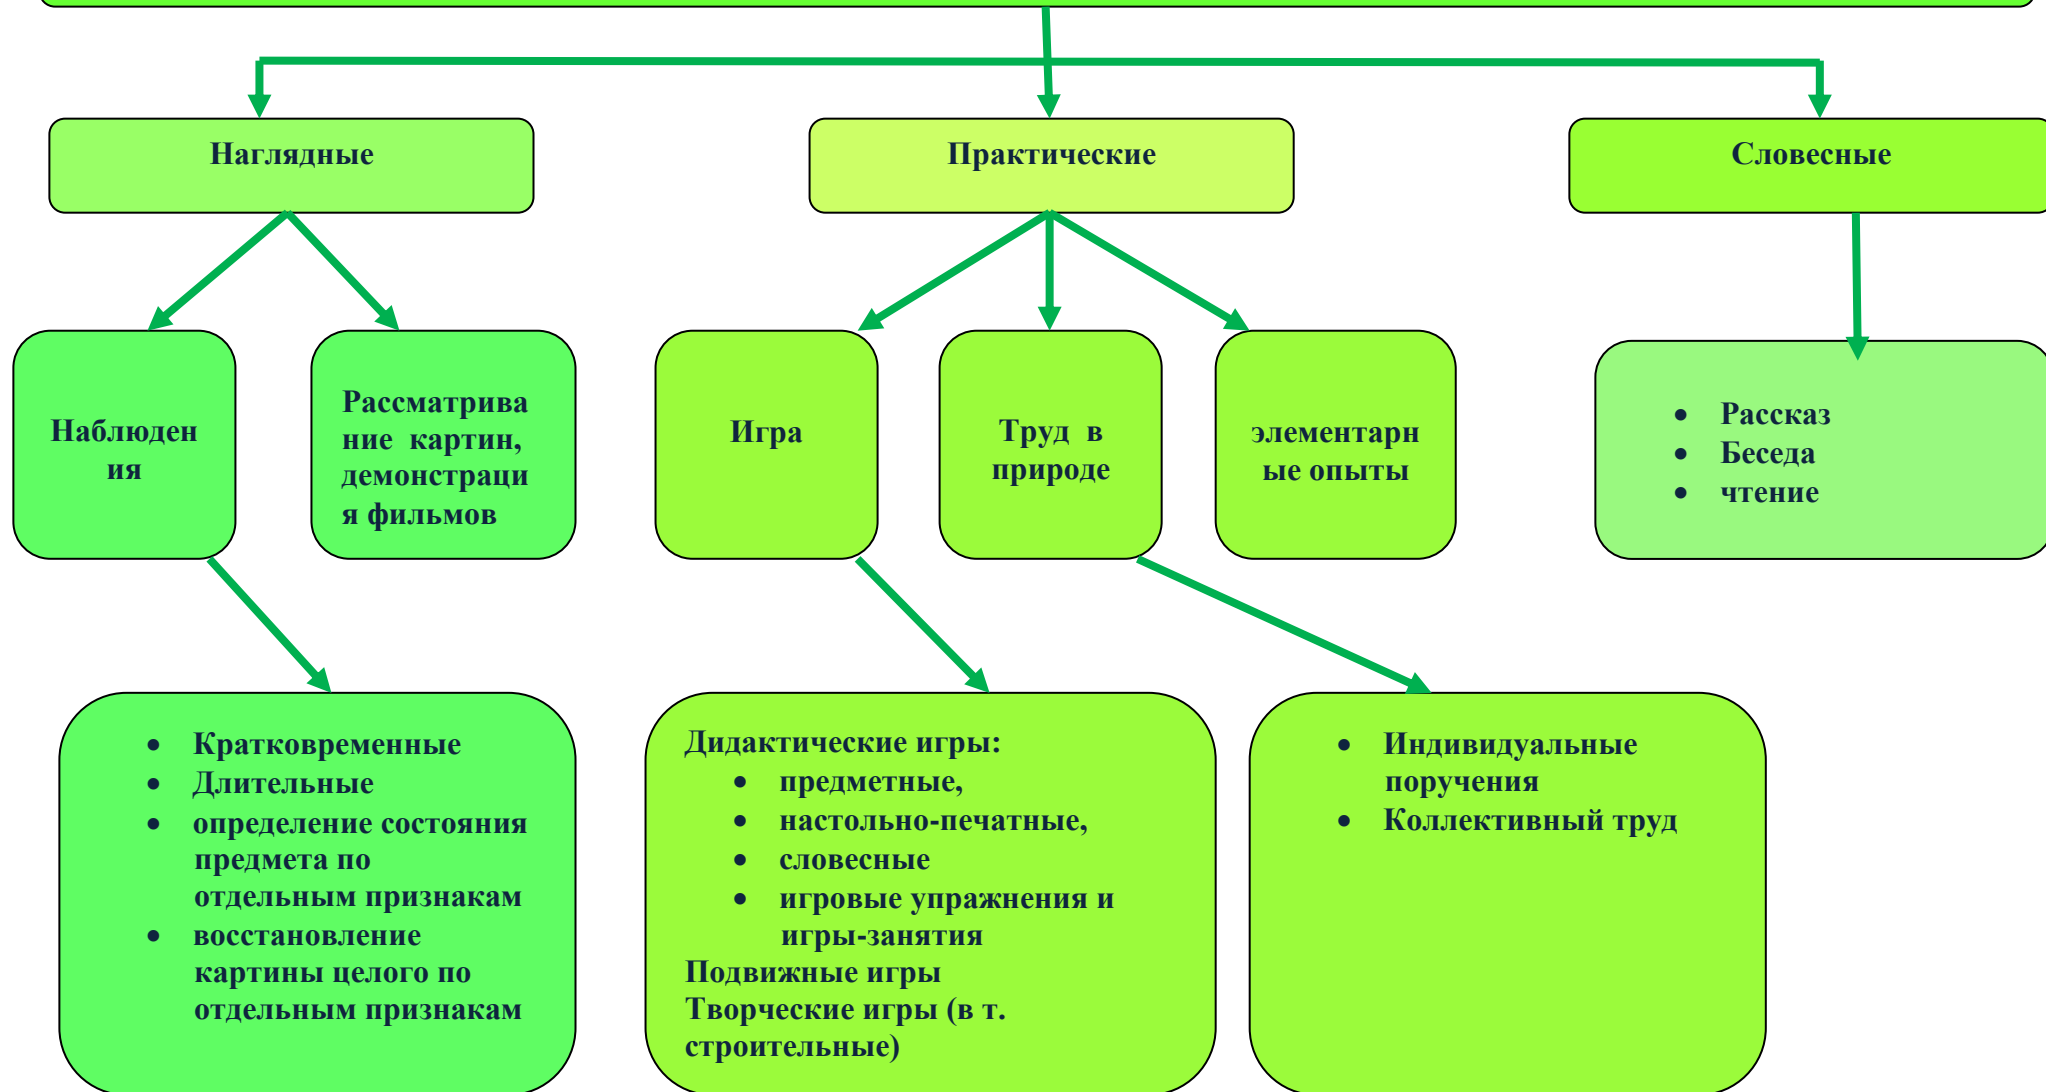 Наглядные
Практические
Словесные
Наблюден
ия
Рассматрива
ние картин,
демонстраци
я фильмов
Игра
Труд в
природе
элементарн
ые опыты
• Рассказ
• Беседа
• чтение
• Кратковременные
• Длительные
• определение состояния
предмета по
отдельным признакам
• восстановление
картины целого по
отдельным признакам
Дидактические игры:
• предметные,
• настольно-печатные,
• словесные
• игровые упражнения и
игры-занятия
Подвижные игры
Творческие игры (в т.
строительные)
• Индивидуальные
поручения
• Коллективный труд